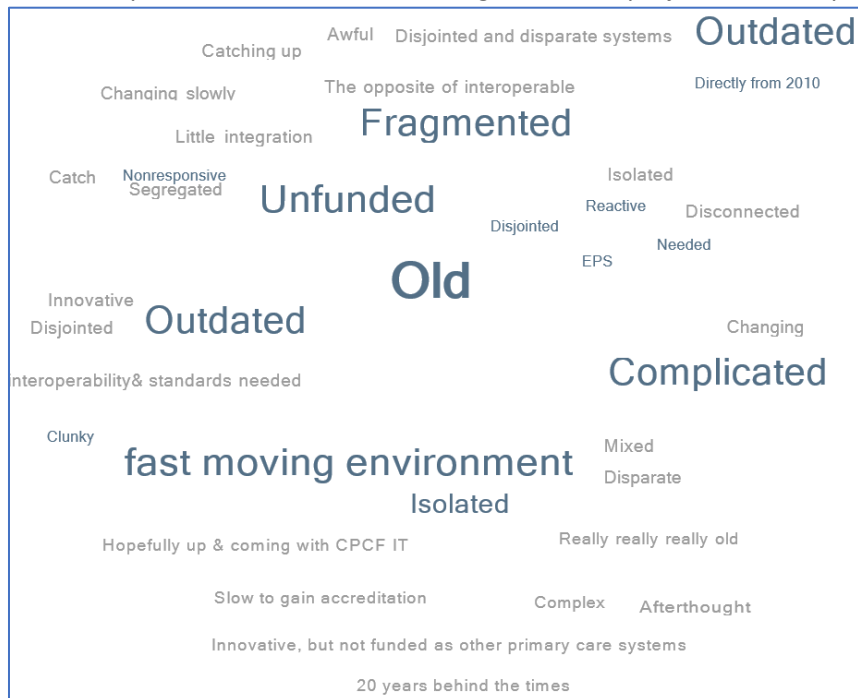 Awful
Disjointed and disparate systems
Outdated
Catching up
The opposite of interoperable
Directly from 2010
Changing slowly
Fragmented
Little integration
Catch
Nonresponsive
Segregated
Unfunded
Isolated
Reactive
Disconnected
Disjointed
Needed
EPS
Old
Innovative
Disjointed
Outdated
Changing
Complicated
interoperability& standards needed
Clunky
fast moving environment
Mixed
Disparate
Isolated
Hopefully up & coming with CPCF IT
Really really really old
Slow to gain accreditation
Complex
Afterthought
Innovative, but not funded as other primary care systems
20 years behind the times